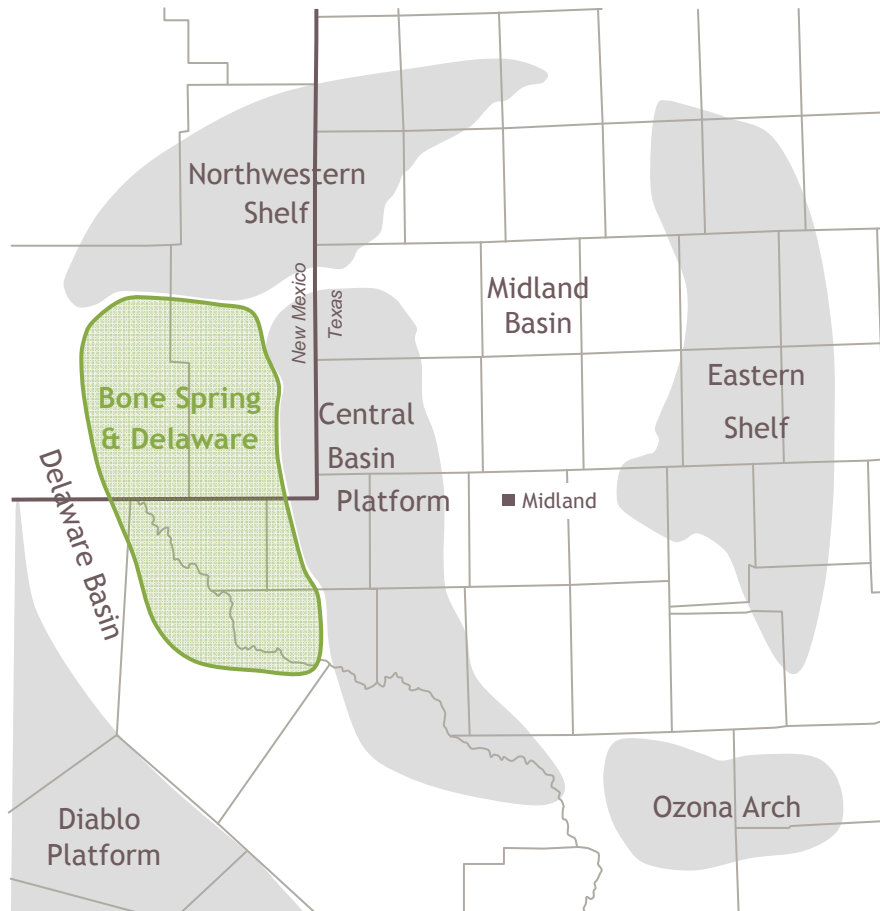 Northwestern
Shelf
New Mexico
Texas
Midland
Basin
Bone Spring
& Delaware
Central
Basin
Platform
Eastern
Shelf
Delaware Basin
Midland
Diablo
Platform
Ozona Arch